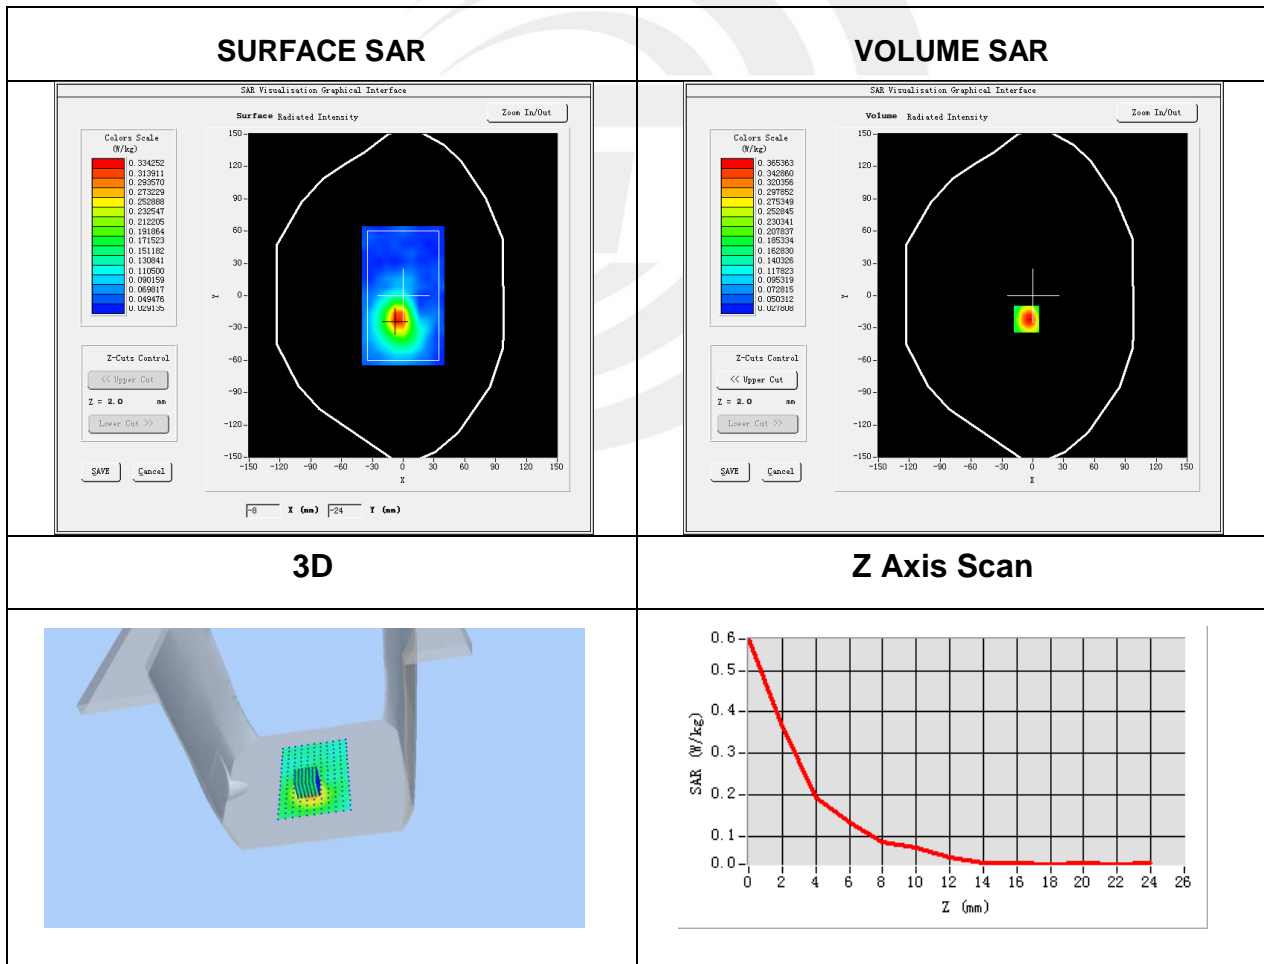 SURFACE SAR
VOLUME SAR
SAR Visualisation Graphical Interface
Surface Radiated Intensity
Zoom In/Out
Colors Scale
(W/kg)
0.334252
0.313911
0.293570
0.273229
0.252888
0.232547
0.212205
0.191864
0.171523
0.151182
0.130841
0.110500
0.090159
0.069817
0.049476
0.029135
Z-Cuts Control
<< Upper Cut
Z = 2.0 mm
Lower Cut >>
SAVE Cancel
150
120
90
60
30
0
-30
-60
-90
-120
-150
Y
-150 -120 -90 -60 -30 0 30 60 90 120 150
X
-8 X (mm) -24 Y (mm)
SAR Visualisation Graphical Interface
Volume Radiated Intensity
Zoom In/Out
Colors Scale
(W/kg)
0.365363
0.342860
0.320356
0.297852
0.275349
0.252845
0.230341
0.207837
0.185334
0.162830
0.140326
0.117823
0.095319
0.072815
0.050312
0.027808
Z-Cuts Control
<< Upper Cut
Z = 2.0 mm
Lower Cut >>
SAVE Cancel
150
120
90
60
30
0
-30
-60
-90
-120
-150
Y
-150 -120 -90 -60 -30 0 30 60 90 120 150
X
3D
Z Axis Scan
0.6
0.5
0.4
0.3
0.2
0.1
0.0
SAR (W/kg)
0 2 4 6 8 10 12 14 16 18 20 22 24 26
Z (mm)